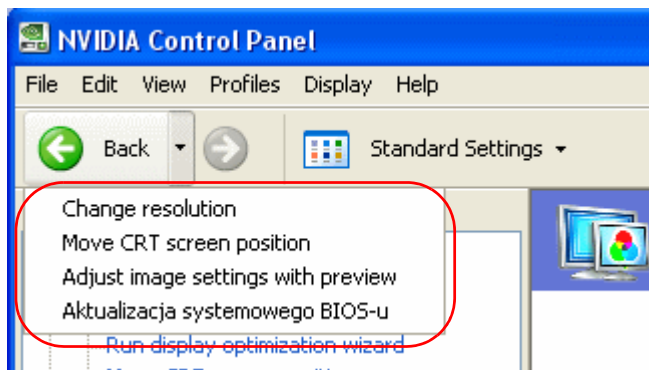 NVIDIA Control Panel
File Edit View Profiles Display Help
Back Standard Settings
Change resolution
Move CRT screen position
Adjust image settings with preview
Aktualizacja systemowego BIOS-u
Run display optimization wizard